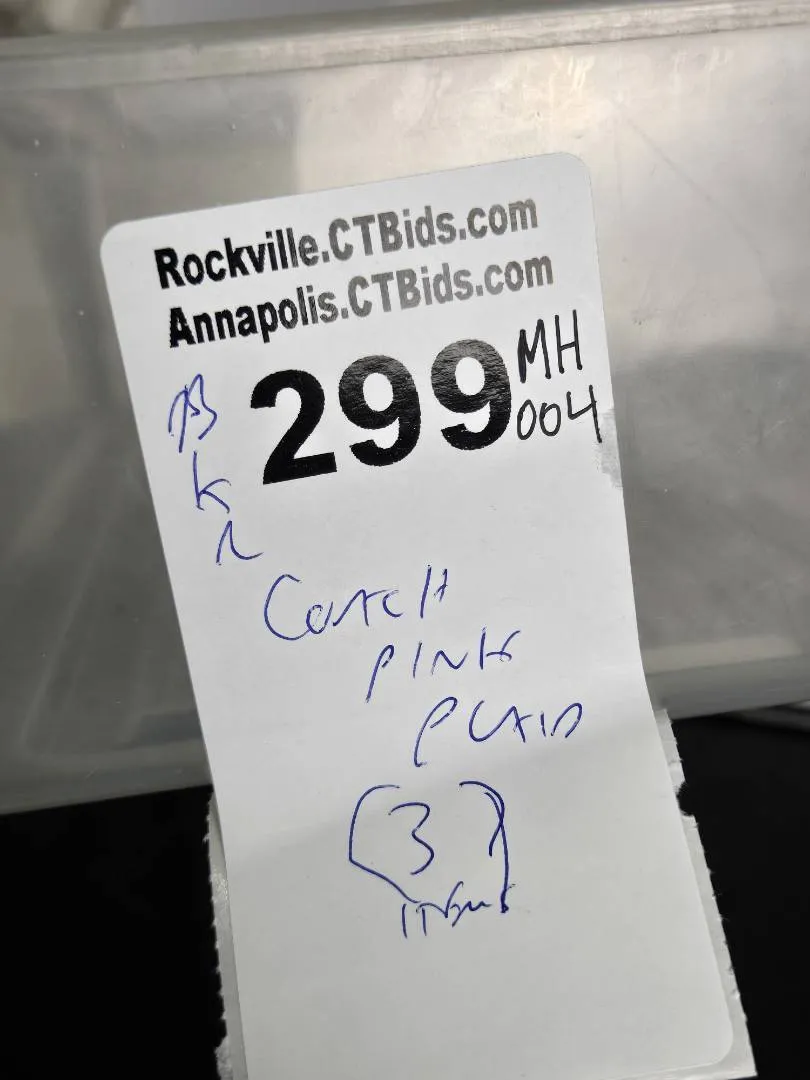 Rockville.CTBids.com
Annapolis.CTBids.com
299 MH
004
B
K
R
COACH
PINK
PLAID
(3)
ITEMS